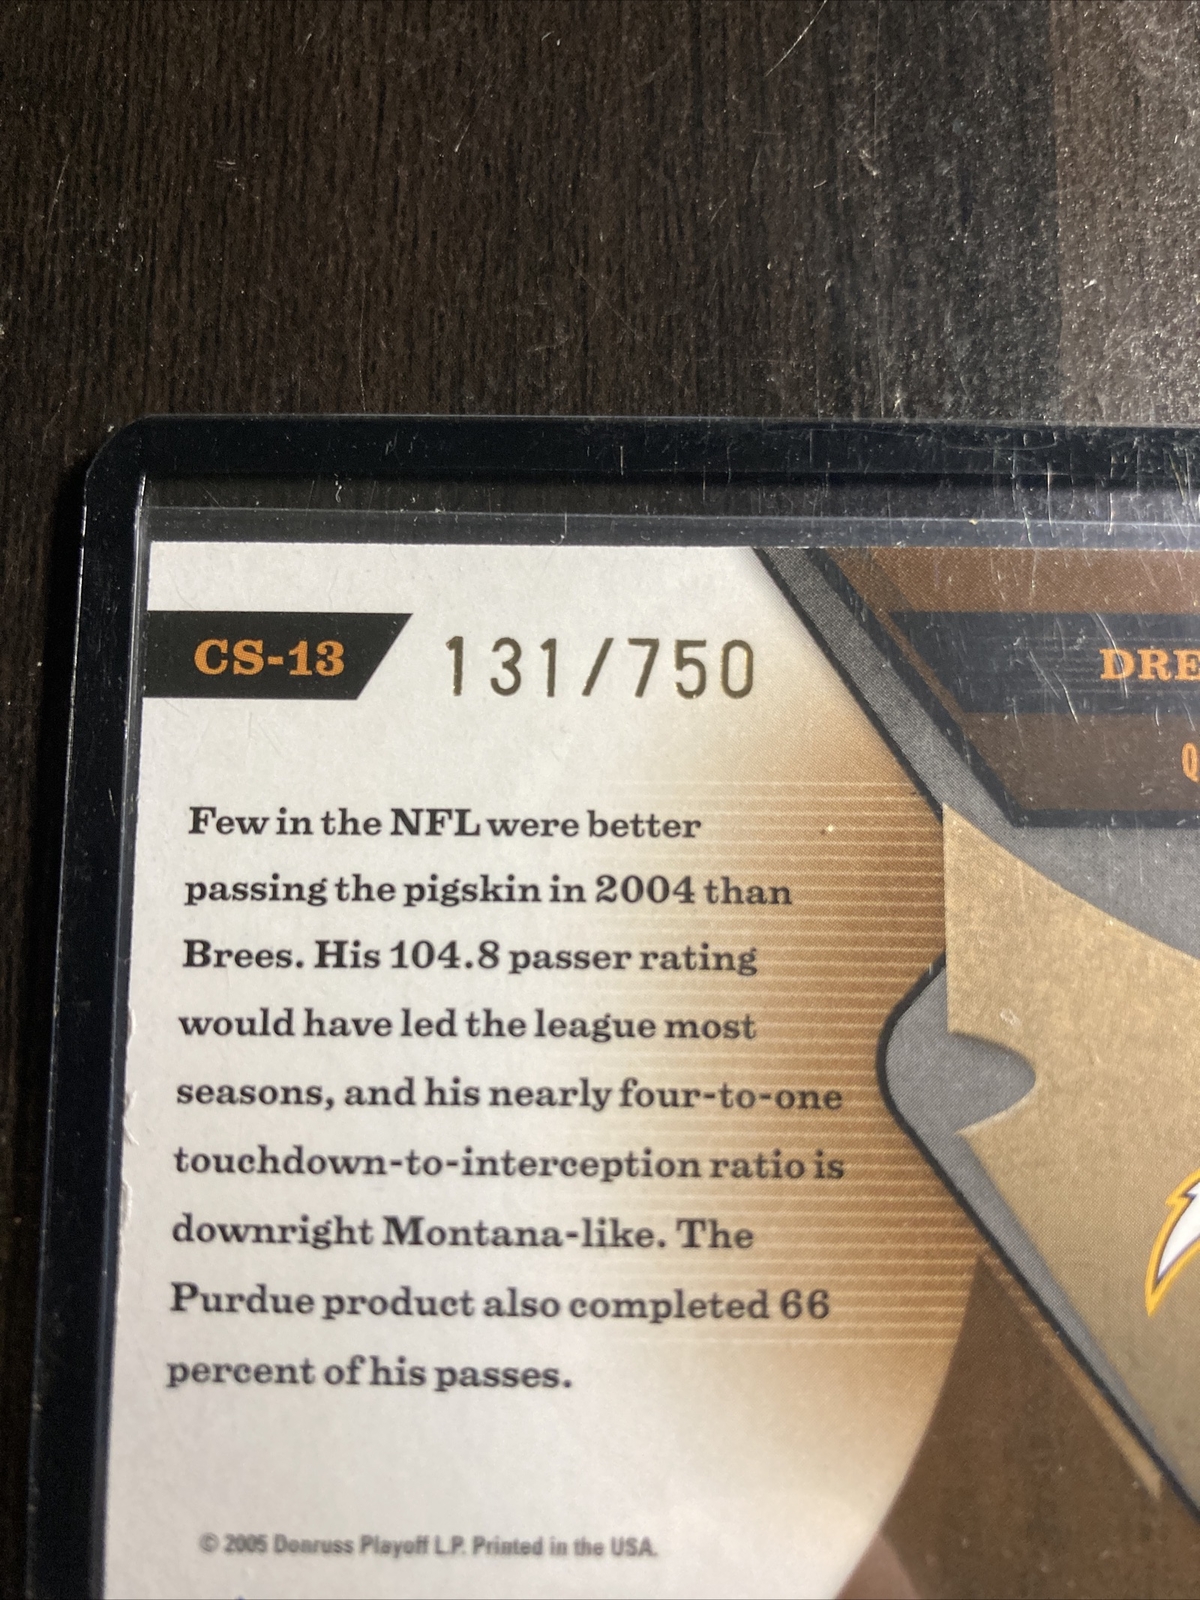 CS-13 131/750
DRE
Q
Few in the NFL were better
passing the pigskin in 2004 than
Brees. His 104.8 passer rating
would have led the league most
seasons, and his nearly four-to-one
touchdown-to-interception ratio is
downright Montana-like. The
Purdue product also completed 66
percent of his passes.
© 2005 Donruss Playoff L.P. Printed in the USA.